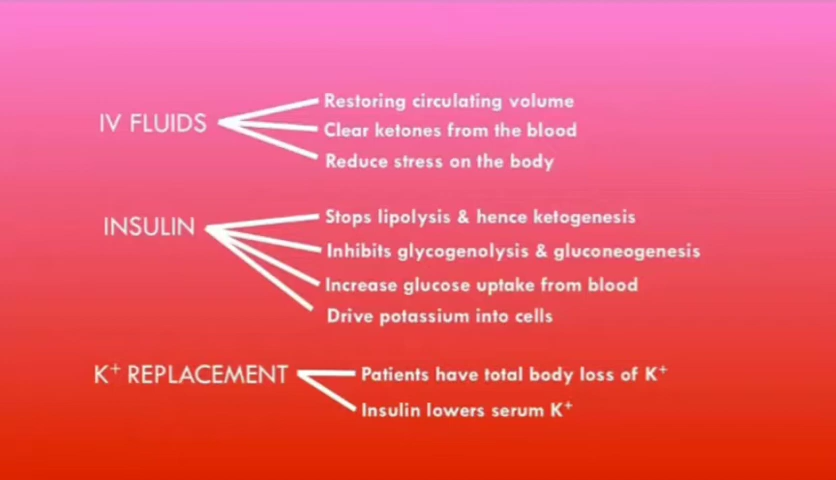 IV FLUIDS
Restoring circulating volume
Clear ketones from the blood
Reduce stress on the body
INSULIN
Stops lipolysis & hence ketogenesis
Inhibits glycogenolysis & gluconeogenesis
Increase glucose uptake from blood
Drive potassium into cells
K⁺ REPLACEMENT
Patients have total body loss of K⁺
Insulin lowers serum K⁺